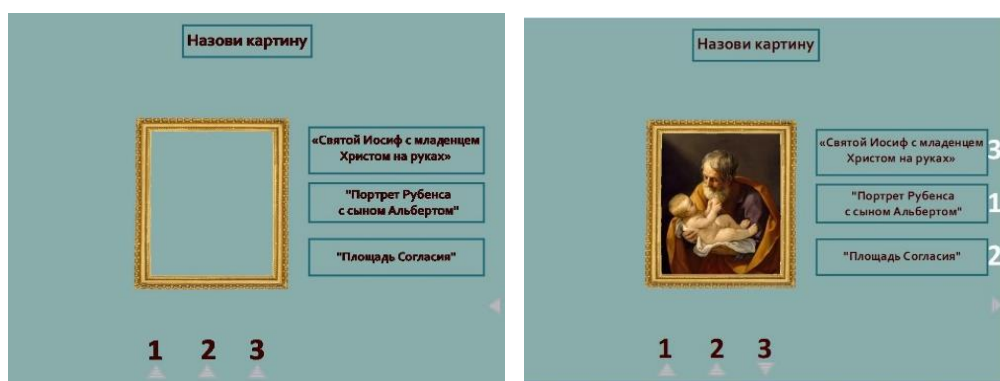 Назови картину
«Святой Иосиф с младенцем
Христом на руках»
"Портрет Рубенса
с сыном Альбертом"
"Площадь Согласия"
1 2 3
Назови картину
«Святой Иосиф с младенцем
Христом на руках»
3
"Портрет Рубенса
с сыном Альбертом"
1
"Площадь Согласия"
2
1 2 3